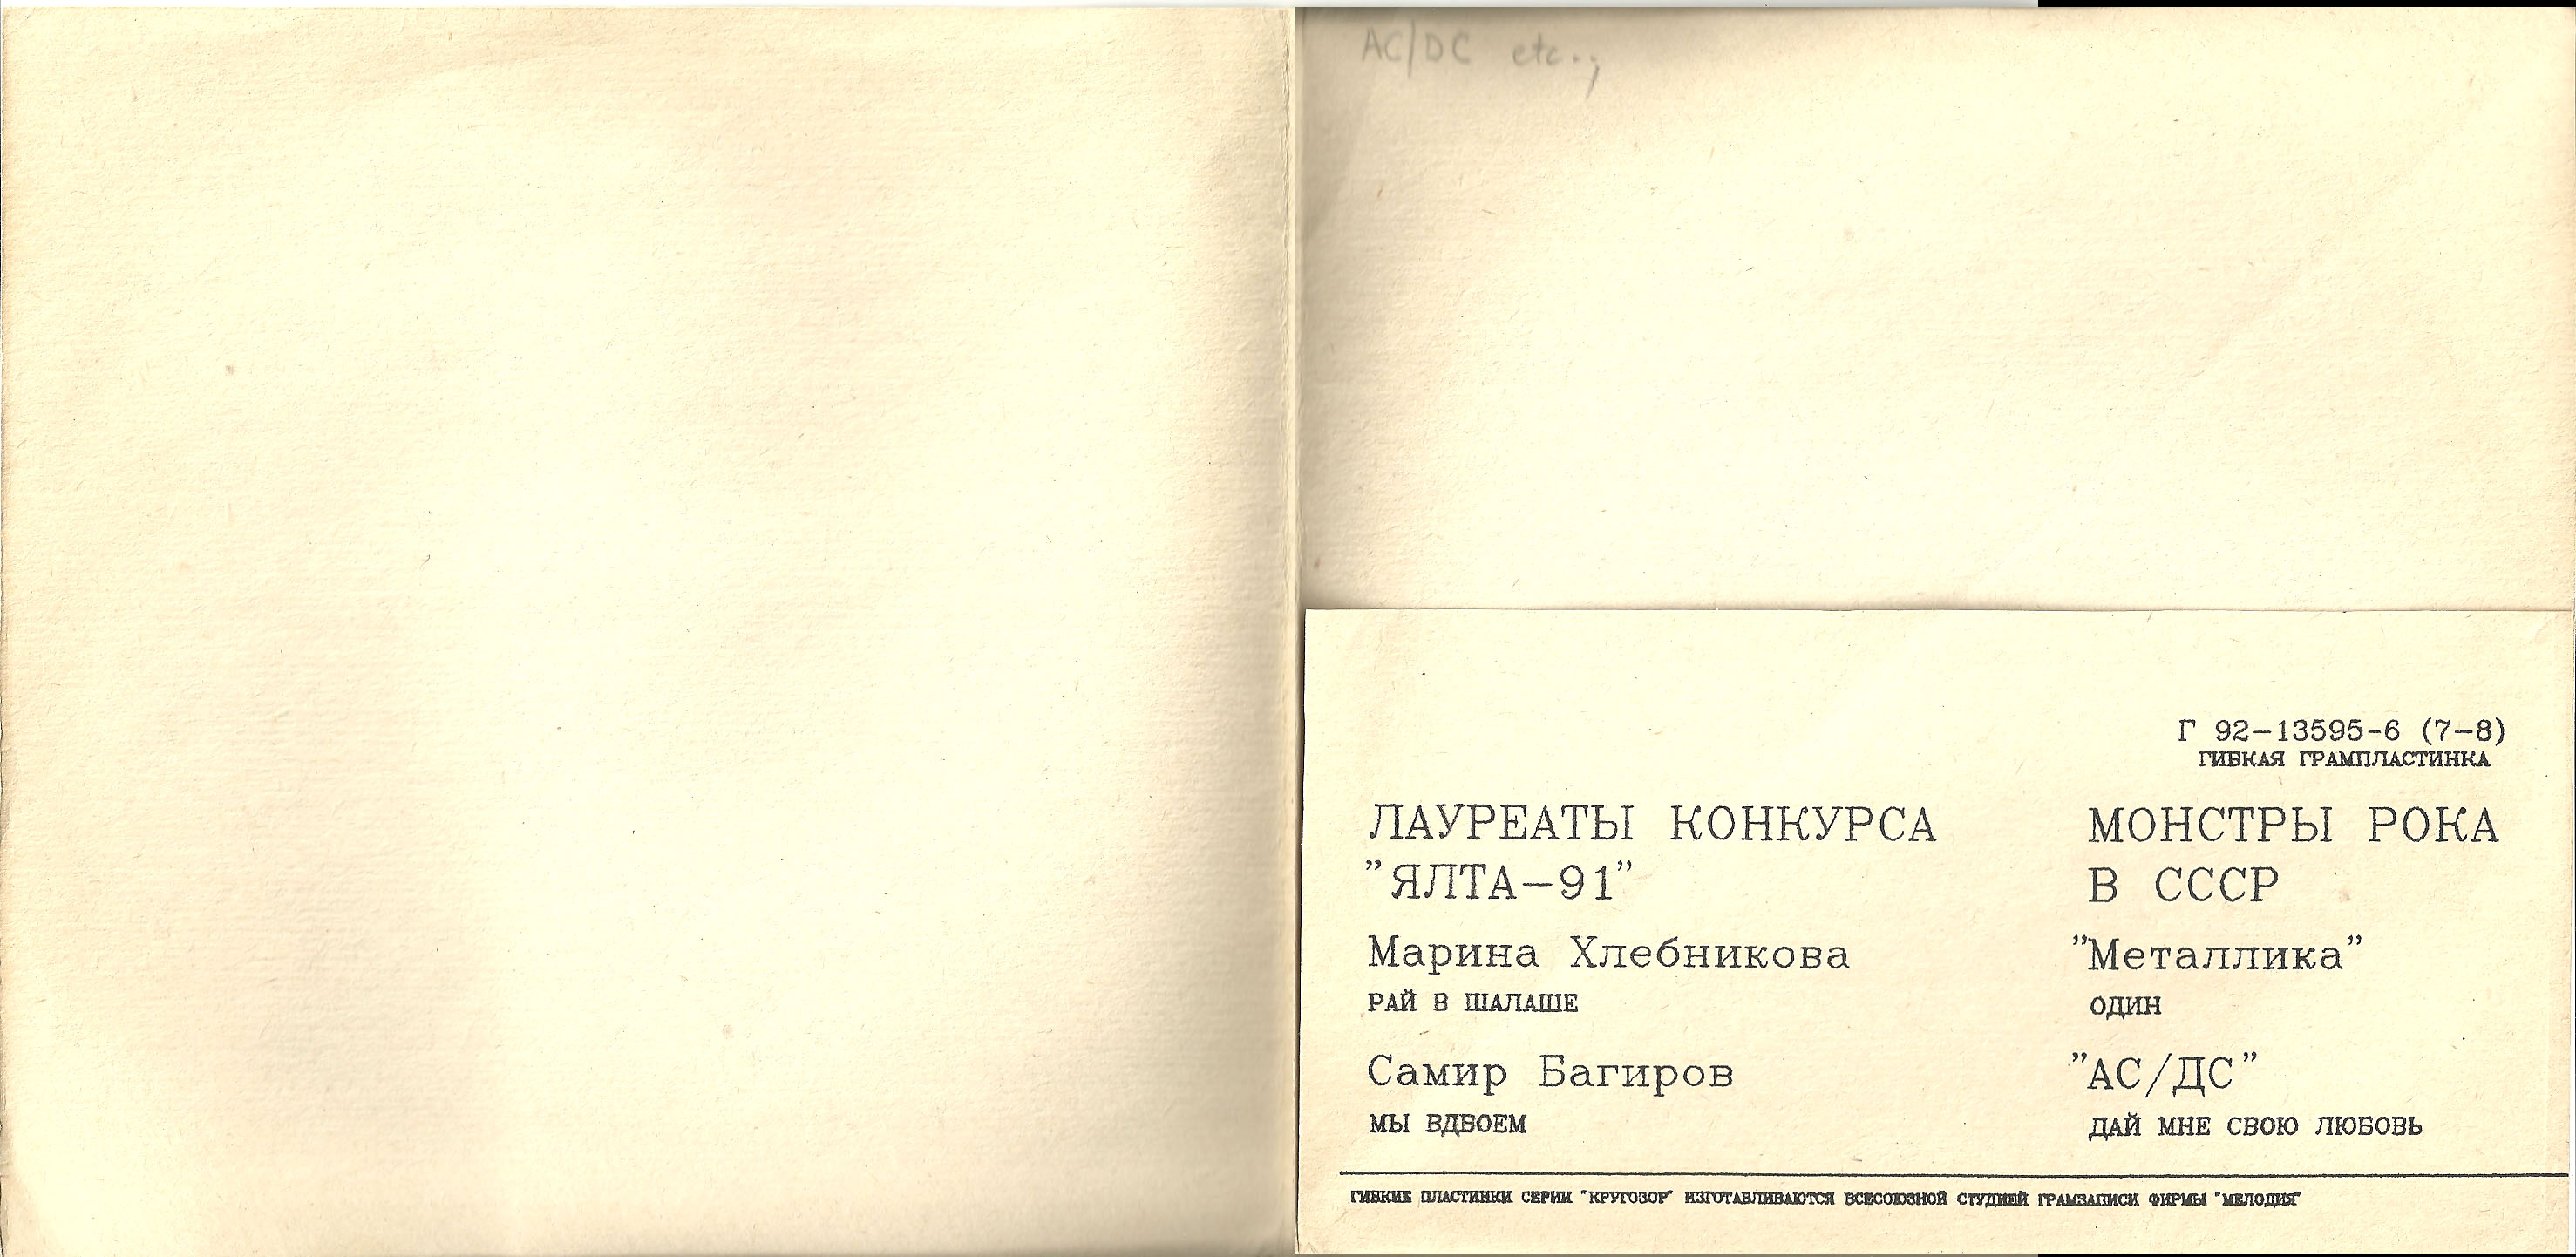 AC/DC etc.,
Г 92-13595-6 (7-8)
ГИБКАЯ ГРАМПЛАСТИНКА
ЛАУРЕАТЫ КОНКУРСА
"ЯЛТА-91"
Марина Хлебникова
РАЙ В ШАЛАШЕ
Самир Багиров
МЫ ВДВОЕМ
МОНСТРЫ РОКА
В СССР
"Металлика"
ОДИН
"АС/ДС"
ДАЙ МНЕ СВОЮ ЛЮБОВЬ
ГИБКИЕ ПЛАСТИНКИ СЕРИИ "КРУГОЗОР" ИЗГОТАВЛИВАЮТСЯ ВСЕСОЮЗНОЙ СТУДИЕЙ ГРАМЗАПИСИ ФИРМЫ "МЕЛОДИЯ"